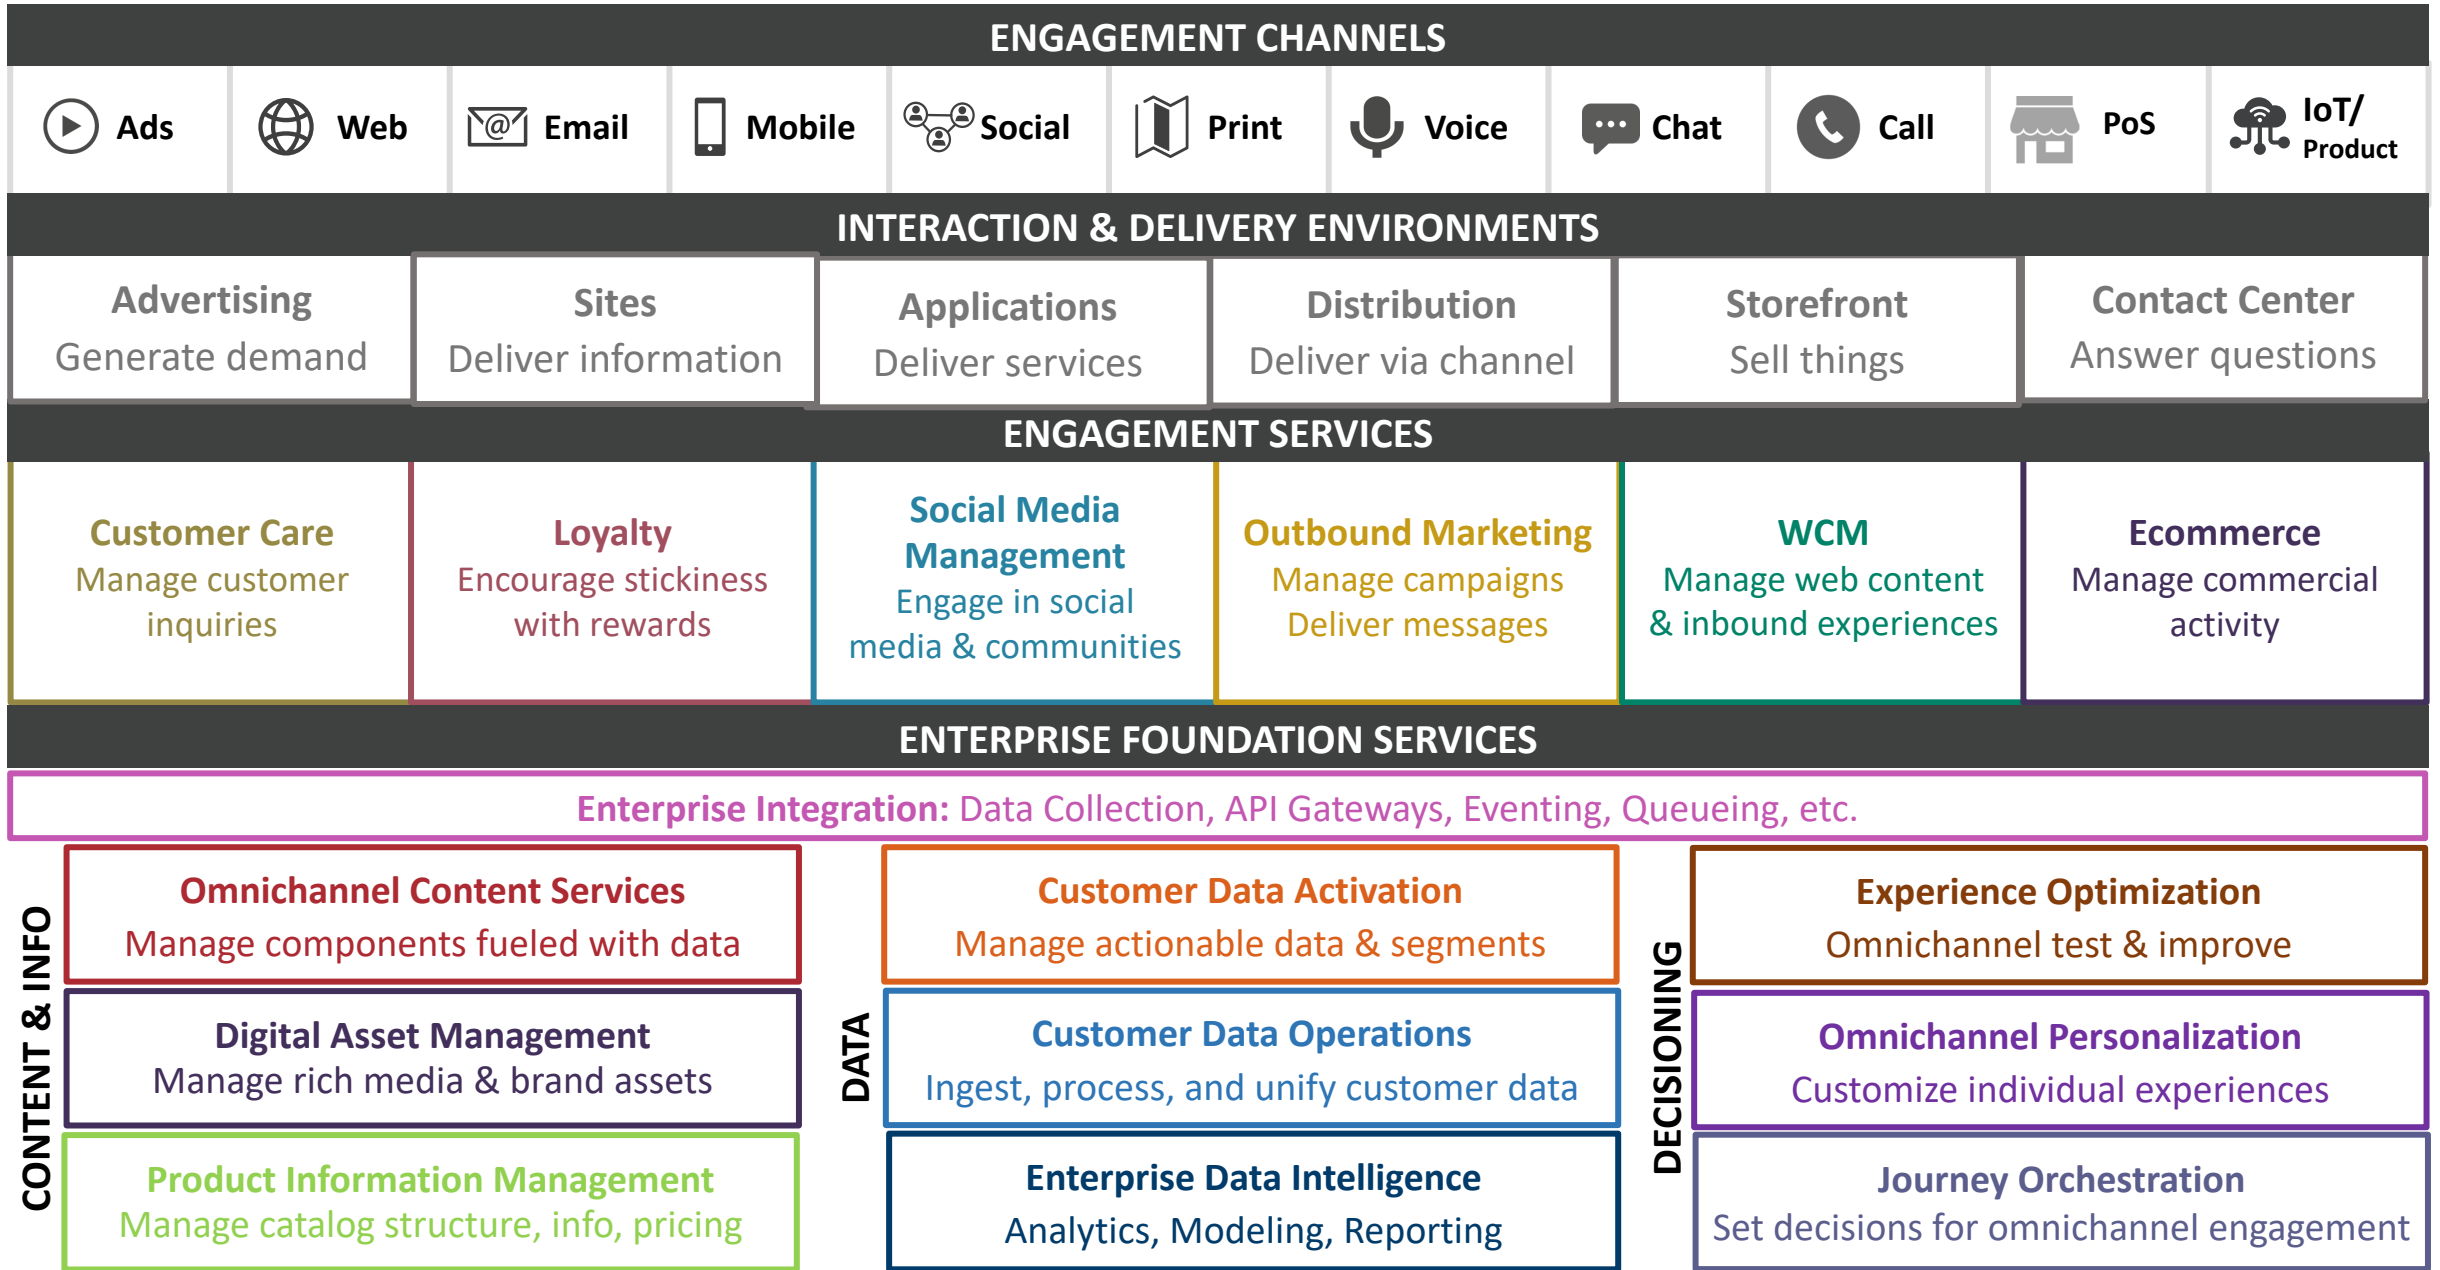 ENGAGEMENT CHANNELS
Ads
Web
@
Email
Mobile
Social
Print
Voice
Chat
Call
PoS
IoT/
Product
INTERACTION & DELIVERY ENVIRONMENTS
Advertising
Generate demand
Sites
Deliver information
Applications
Deliver services
Distribution
Deliver via channel
Storefront
Sell things
Contact Center
Answer questions
ENGAGEMENT SERVICES
Customer Care
Manage customer
inquiries
Loyalty
Encourage stickiness
with rewards
Social Media
Management
Engage in social
media & communities
Outbound Marketing
Manage campaigns
Deliver messages
WCM
Manage web content
& inbound experiences
Ecommerce
Manage commercial
activity
ENTERPRISE FOUNDATION SERVICES
Enterprise Integration: Data Collection, API Gateways, Eventing, Queueing, etc.
CONTENT & INFO
Omnichannel Content Services
Manage components fueled with data
Digital Asset Management
Manage rich media & brand assets
Product Information Management
Manage catalog structure, info, pricing
DATA
Customer Data Activation
Manage actionable data & segments
Customer Data Operations
Ingest, process, and unify customer data
Enterprise Data Intelligence
Analytics, Modeling, Reporting
DECISIONING
Experience Optimization
Omnichannel test & improve
Omnichannel Personalization
Customize individual experiences
Journey Orchestration
Set decisions for omnichannel engagement